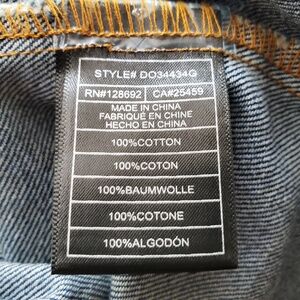 STYLE# DO34434G
RN#128692 CA#25459
MADE IN CHINA
FABRIQUÉ EN CHINE
HECHO EN CHINA
100%COTTON
100%COTON
100%BAUMWOLLE
100%COTONE
100%ALGODÓN